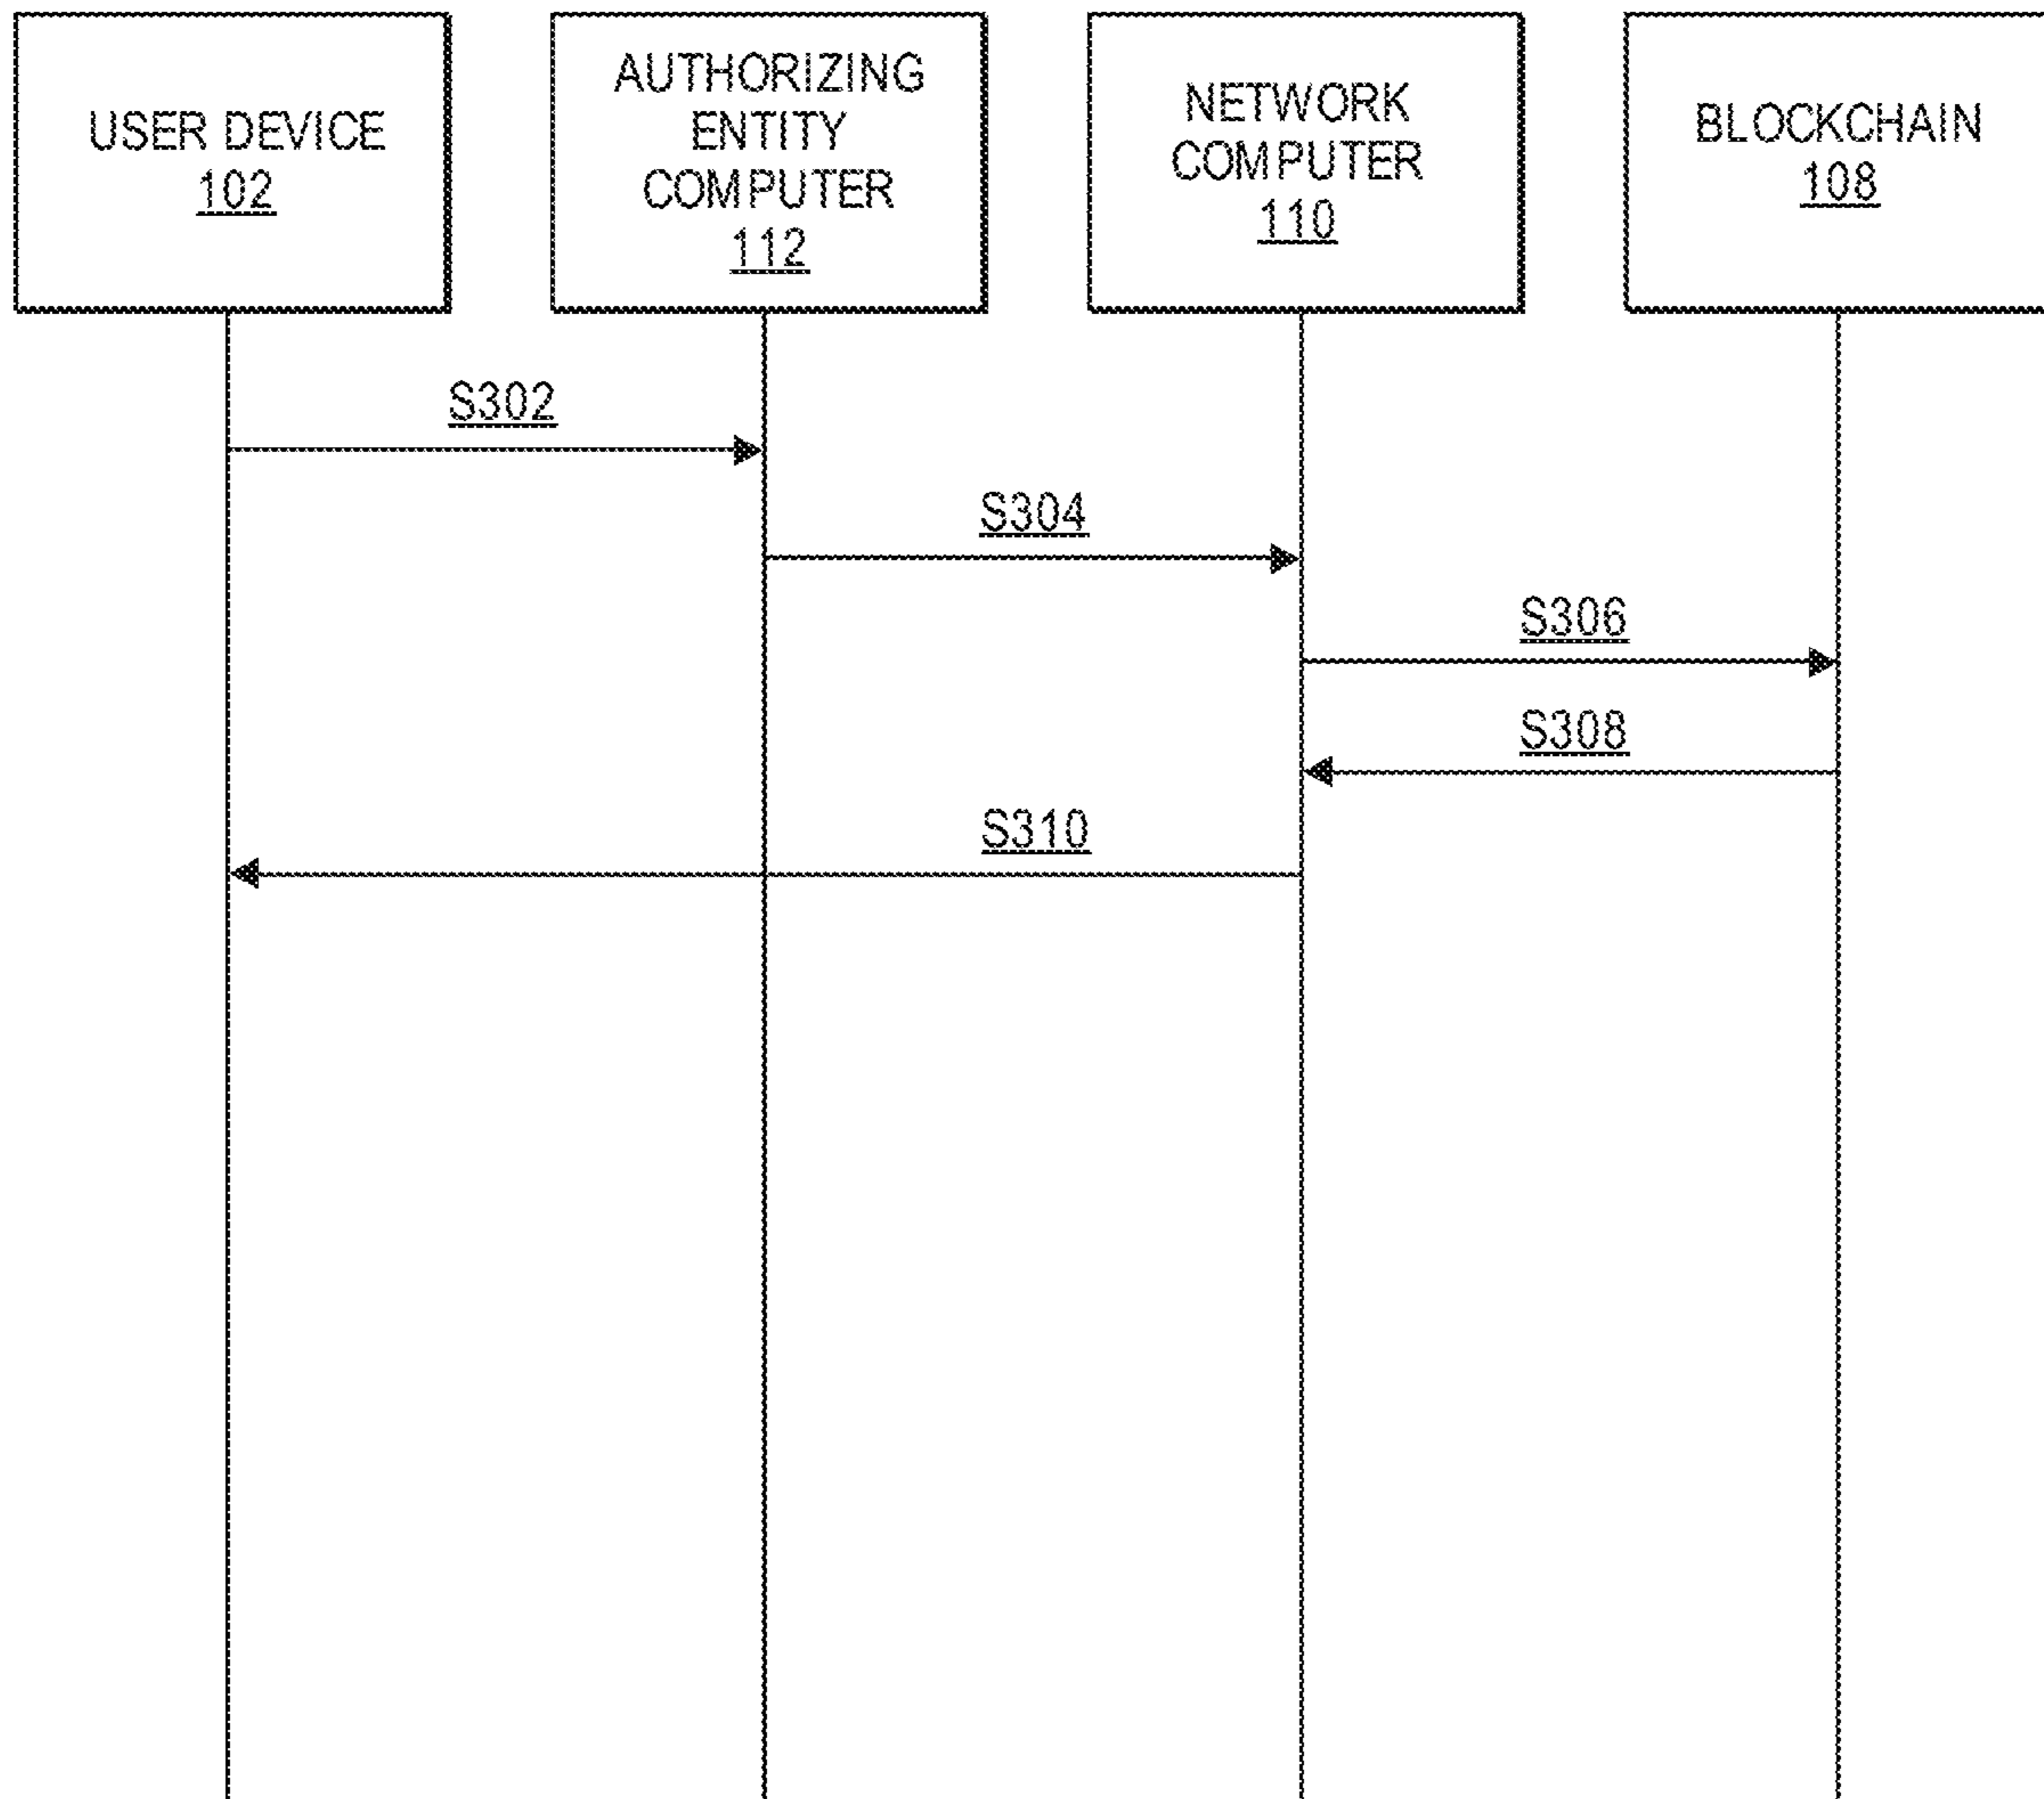 USER DEVICE
102
AUTHORIZING
ENTITY
COMPUTER
112
NETWORK
COMPUTER
110
BLOCKCHAIN
108
S302
S304
S306
S308
S310